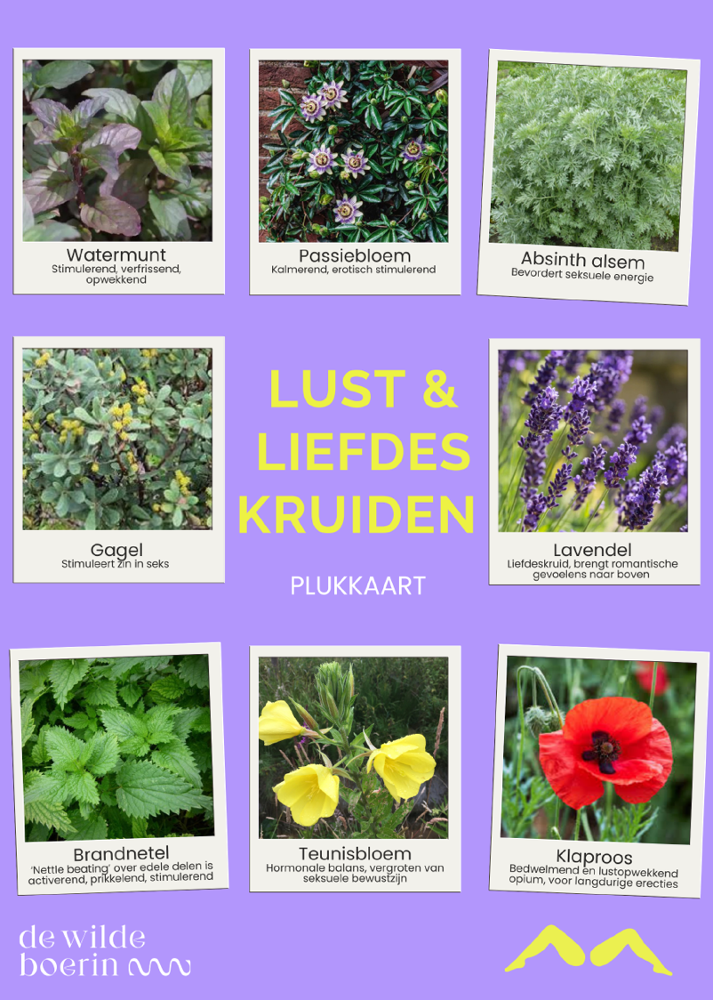 Watermunt
Stimulerend, verfrissend,
opwekkend
Passiebloem
Kalmerend, erotisch stimulerend
Absinth alsem
Bevordert seksuele energie
Gagel
Stimuleert zin in seks
LUST &
LIEFDES
KRUIDEN
PLUKKAART
Lavendel
Liefdeskruid, brengt romantische
gevoelens naar boven
Brandnetel
'Nettle beating' over edele delen is
activerend, prikkelend, stimulerend
Teunisbloem
Hormonale balans, vergroten van
seksuele bewustzijn
Klaproos
Bedwelmend en lustopwekkend
opium, voor langdurige erecties
de wilde
boerin